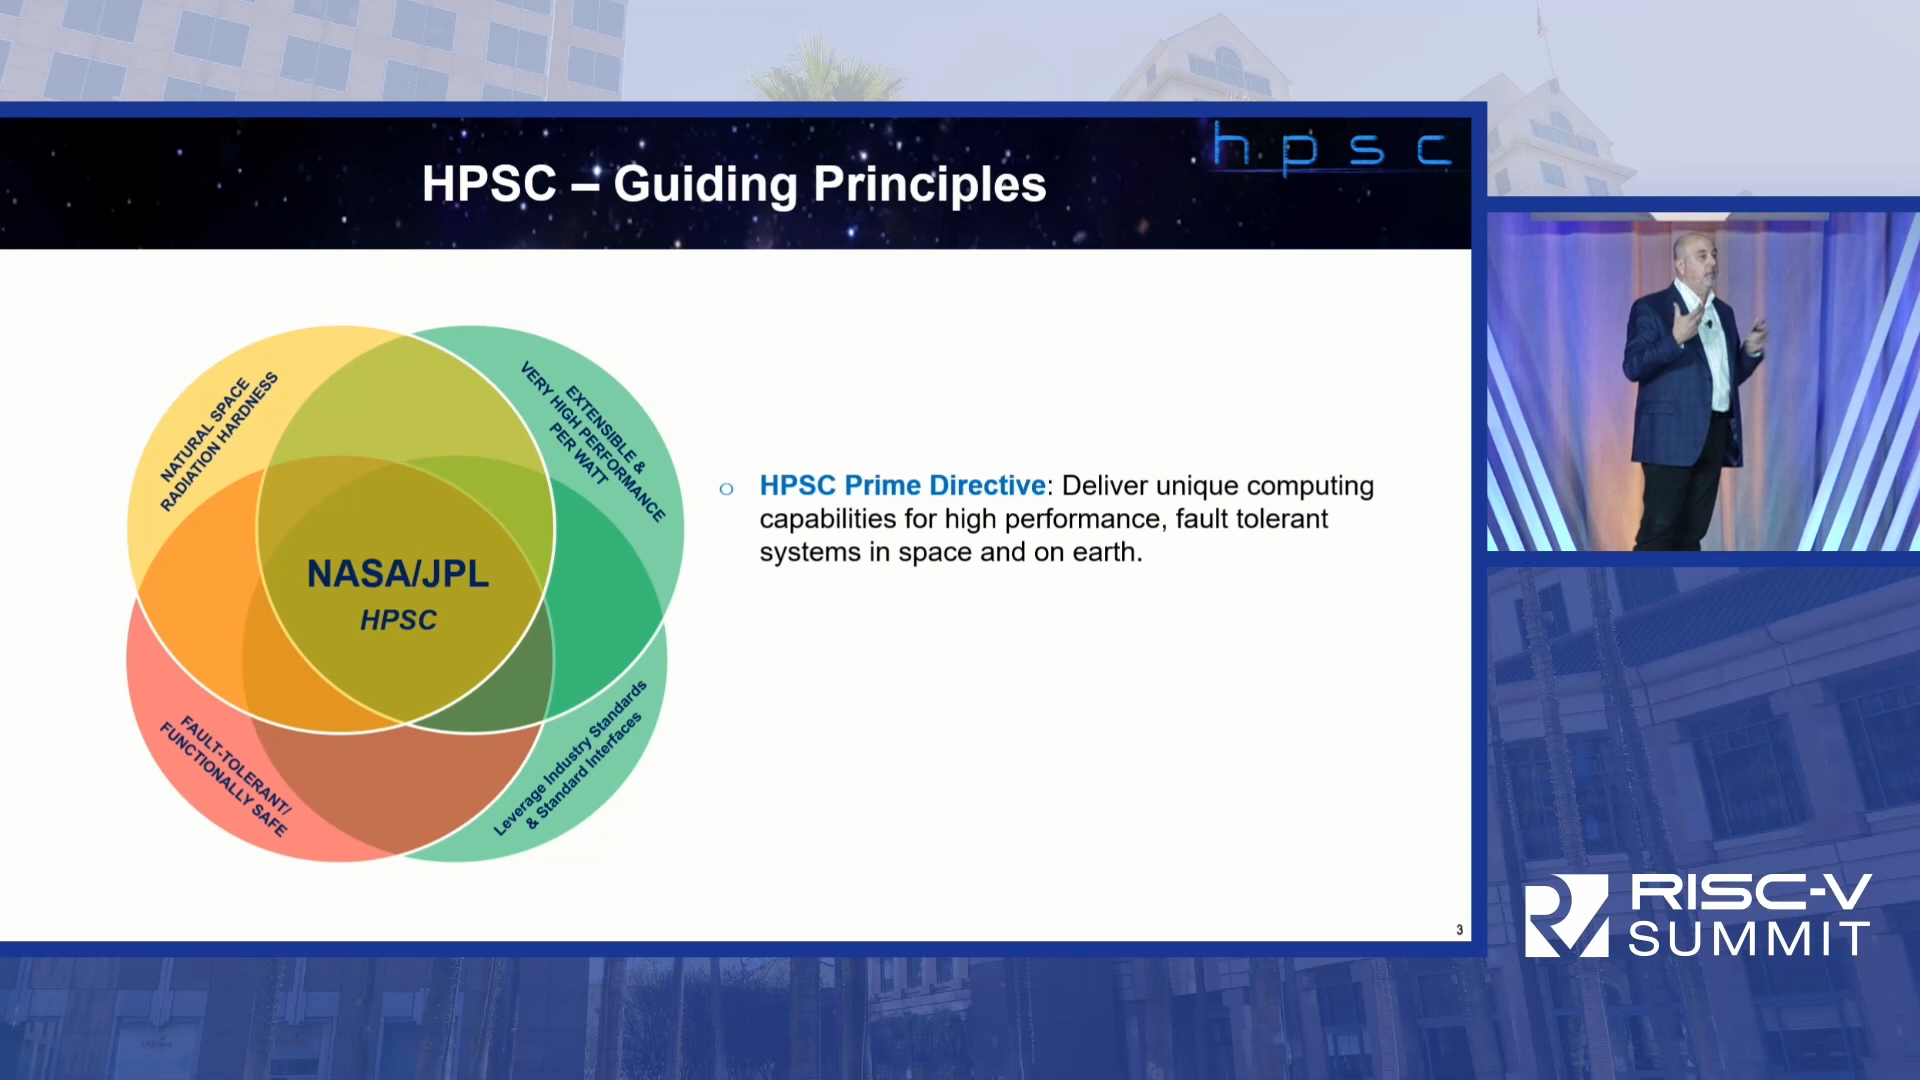 hpsc
HPSC – Guiding Principles
NATURAL SPACE
RADIATION HARDNESS
EXTENSIBLE &
VERY HIGH PERFORMANCE
PER WATT
NASA/JPL
HPSC
FAULT-TOLERANT/
FUNCTIONALLY SAFE
Leverage Industry Standards
& Standard Interfaces
o HPSC Prime Directive: Deliver unique computing
capabilities for high performance, fault tolerant
systems in space and on earth.
3
RISC-V
SUMMIT